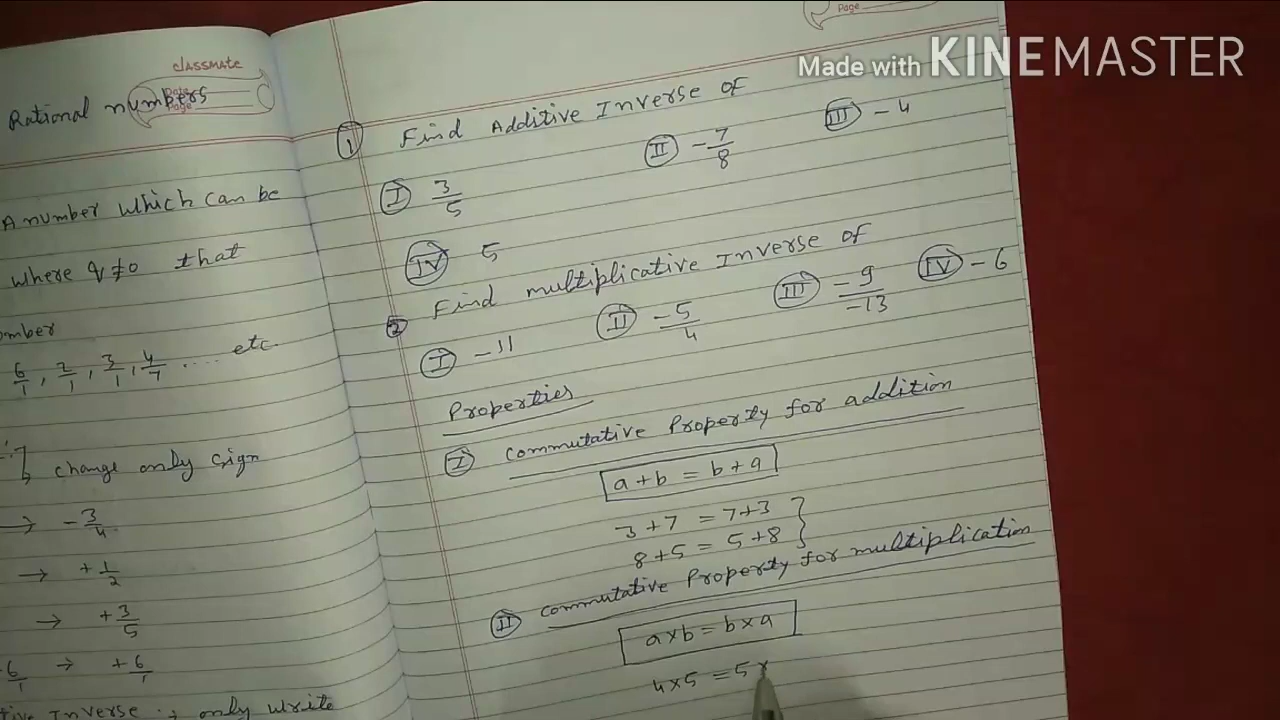 Made with KINEMASTER
classmate
Date
Page
Rational numbers
A number which can be
where q≠0 that
6/1, 2/1, 3/1, 4/7 ..... etc.
change only sign
→ -3/4
→ +1/2
→ +3/5
6/1 → +6/1
Inverse : only write
Page
1 Find Additive Inverse of
I 3/5 II -7/8 III -4
IV 5
2 Find multiplicative Inverse of
I -11 II -5/4 III -9/-13 IV -6
Properties
I commutative Property for addition
a+b = b+a
3+7 = 7+3
8+5 = 5+8
II commutative Property for multiplication
a×b = b×a
4×5 = 5×